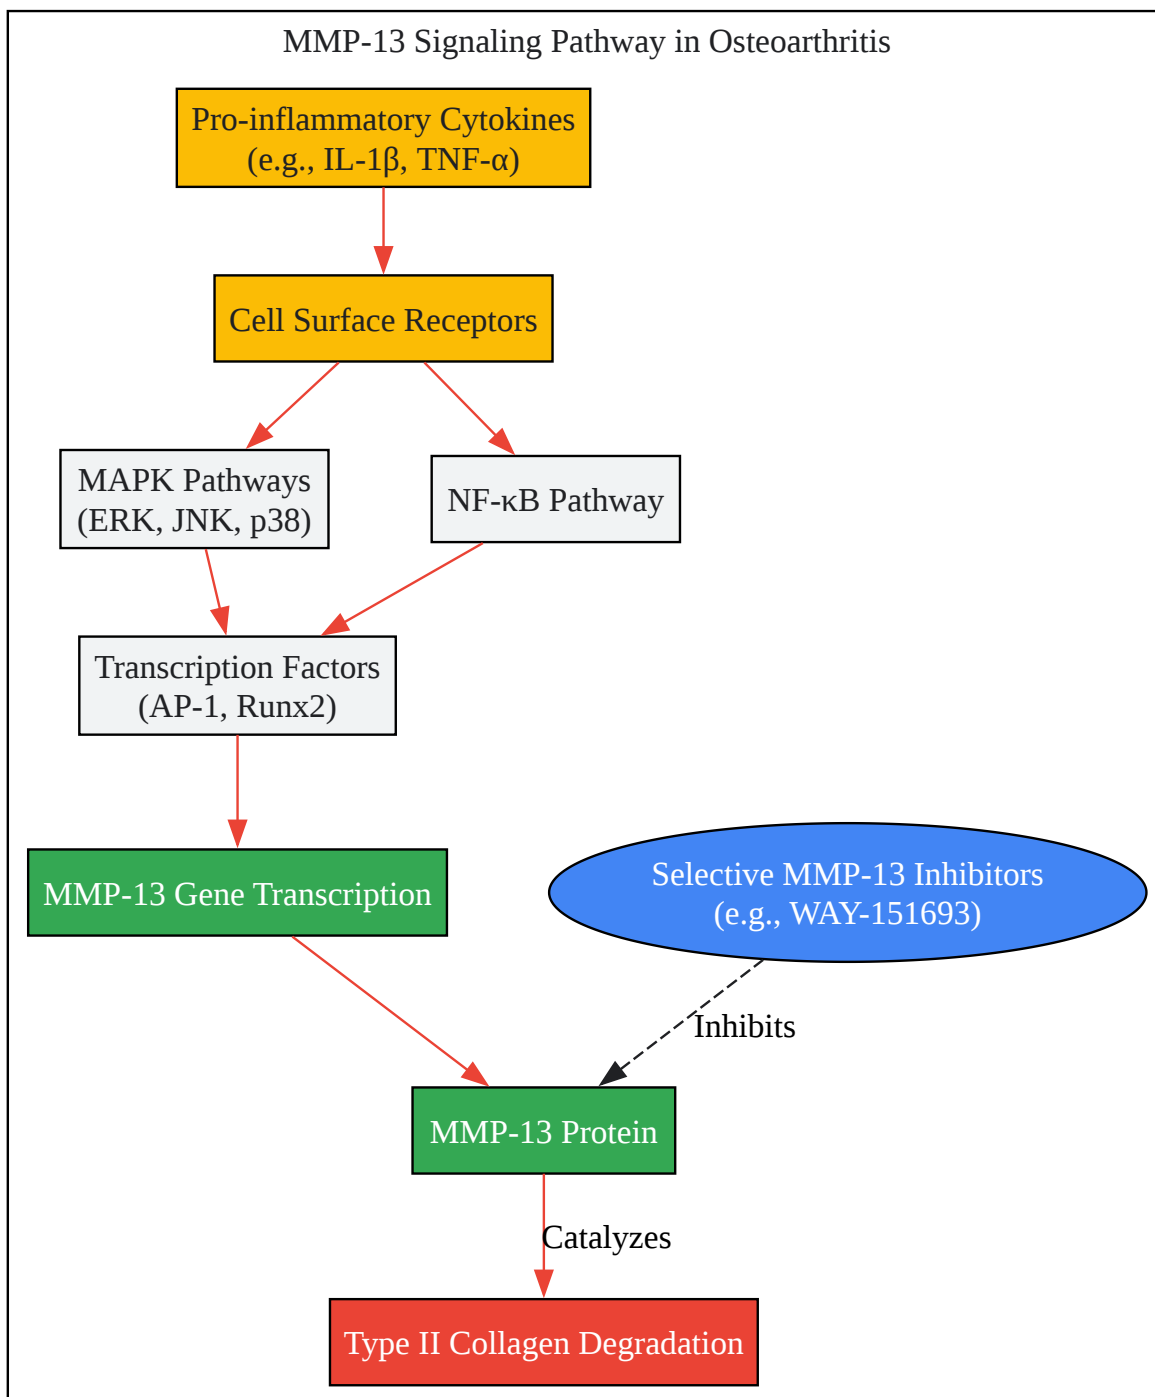 MMP-13 Signaling Pathway in Osteoarthritis
Pro-inflammatory Cytokines
(e.g., IL-1β, TNF-α)
Cell Surface Receptors
MAPK Pathways
(ERK, JNK, p38)
NF-κB Pathway
Transcription Factors
(AP-1, Runx2)
MMP-13 Gene Transcription
Selective MMP-13 Inhibitors
(e.g., WAY-151693)
Inhibits
MMP-13 Protein
Catalyzes
Type II Collagen Degradation